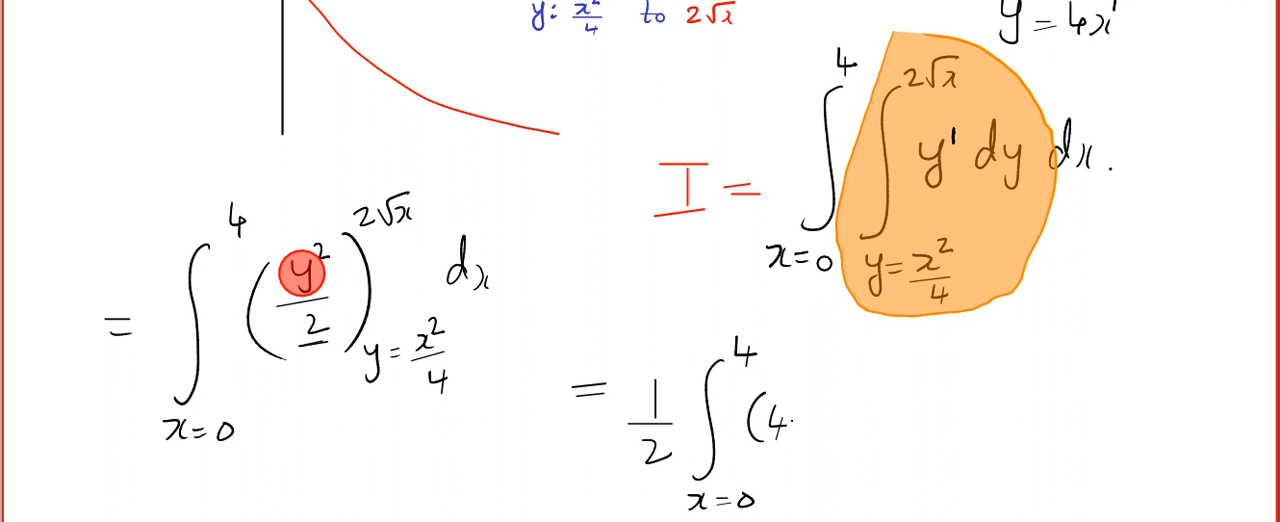 y: x²/4 to 2√x
y = 4x'
I = ∫_{x=0}^{4} ∫_{y=x²/4}^{2√x} y' dy dx.
= ∫_{x=0}^{4} (y²/2)_{y=x²/4}^{2√x} dx
= 1/2 ∫_{x=0}^{4} (4.